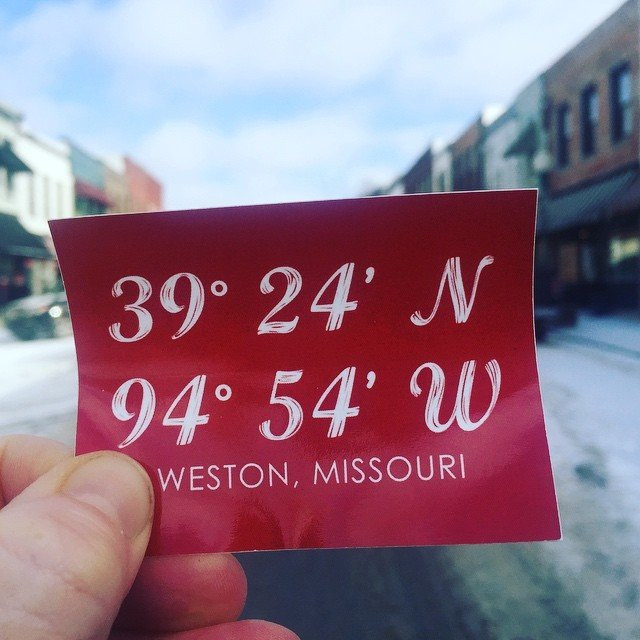 39° 24' N
94° 54' W
WESTON, MISSOURI